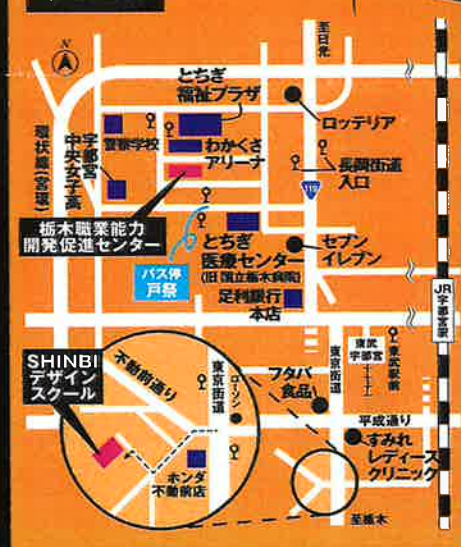 N
至日光
とちぎ
福祉プラザ
ロッテリア
JR
宇都宮駅
警察学校
わかくさ
アリーナ
長岡街道
入口
環状線(宮環)
宇都宮
中央女子高
119
栃木職業能力
開発促進センター
バス停
戸祭
とちぎ
医療センター
(旧 国立栃木病院)
セブン
イレブン
足利銀行
本店
SHINBI
デザイン
スクール
不動前通り
東京街道
ローソン
フタバ
食品
東京街道
東武
宇都宮
東武駅前
平成通り
すみれ
レディース
クリニック
ホンダ
不動前店
至栃木